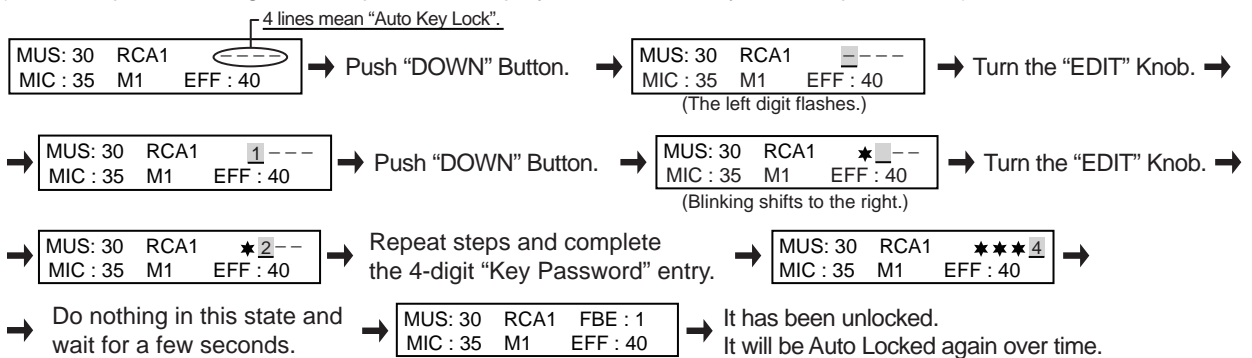 4 lines mean “Auto Key Lock”.
MUS: 30 RCA1 ----
MIC : 35 M1 EFF : 40
➞ Push “DOWN” Button. ➞
MUS: 30 RCA1 ----
MIC : 35 M1 EFF : 40
(The left digit flashes.)
➞ Turn the “EDIT” Knob. ➞
➞
MUS: 30 RCA1 1---
MIC : 35 M1 EFF : 40
➞ Push “DOWN” Button. ➞
MUS: 30 RCA1 ✶_--
MIC : 35 M1 EFF : 40
(Blinking shifts to the right.)
➞ Turn the “EDIT” Knob. ➞
➞
MUS: 30 RCA1 ✶2--
MIC : 35 M1 EFF : 40
➞ Repeat steps and complete
the 4-digit “Key Password” entry. ➞
MUS: 30 RCA1 ✶✶✶4
MIC : 35 M1 EFF : 40
➞
➞ Do nothing in this state and
wait for a few seconds. ➞
MUS: 30 RCA1 FBE : 1
MIC : 35 M1 EFF : 40
➞ It has been unlocked.
It will be Auto Locked again over time.